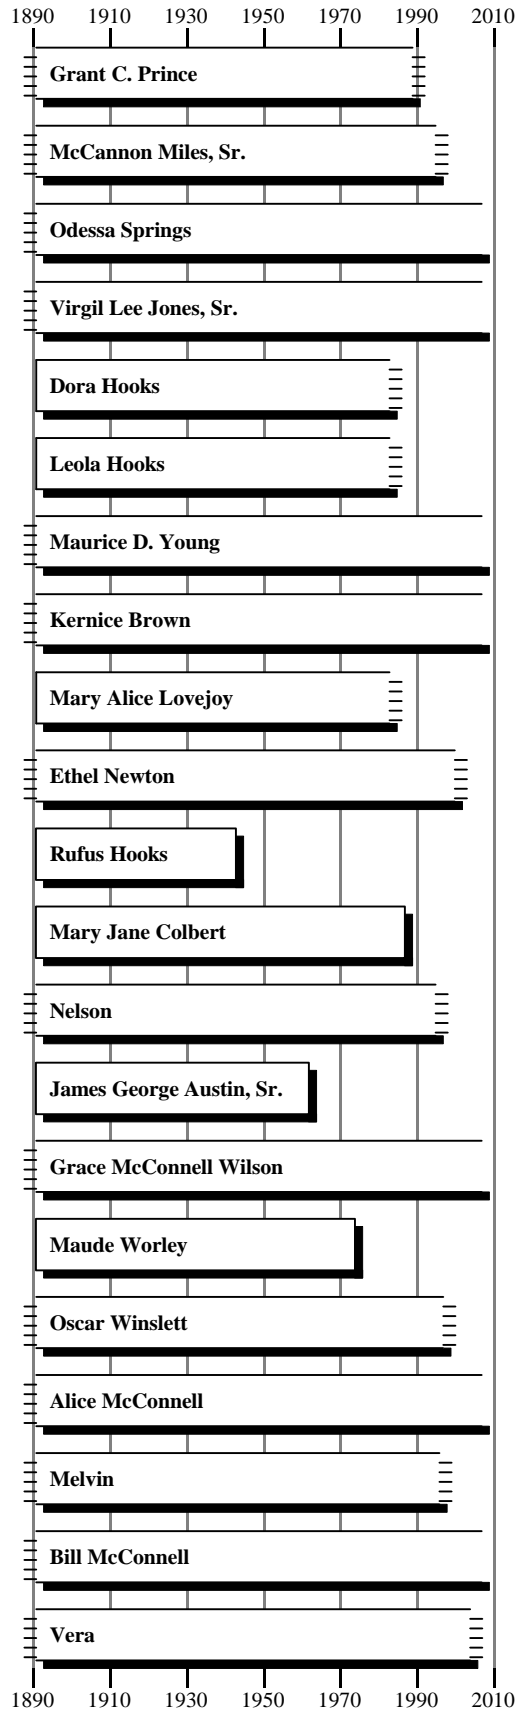 1890 1910 1930 1950 1970 1990 2010
Grant C. Prince
McCannon Miles, Sr.
Odessa Springs
Virgil Lee Jones, Sr.
Dora Hooks
Leola Hooks
Maurice D. Young
Kernice Brown
Mary Alice Lovejoy
Ethel Newton
Rufus Hooks
Mary Jane Colbert
Nelson
James George Austin, Sr.
Grace McConnell Wilson
Maude Worley
Oscar Winslett
Alice McConnell
Melvin
Bill McConnell
Vera
1890 1910 1930 1950 1970 1990 2010